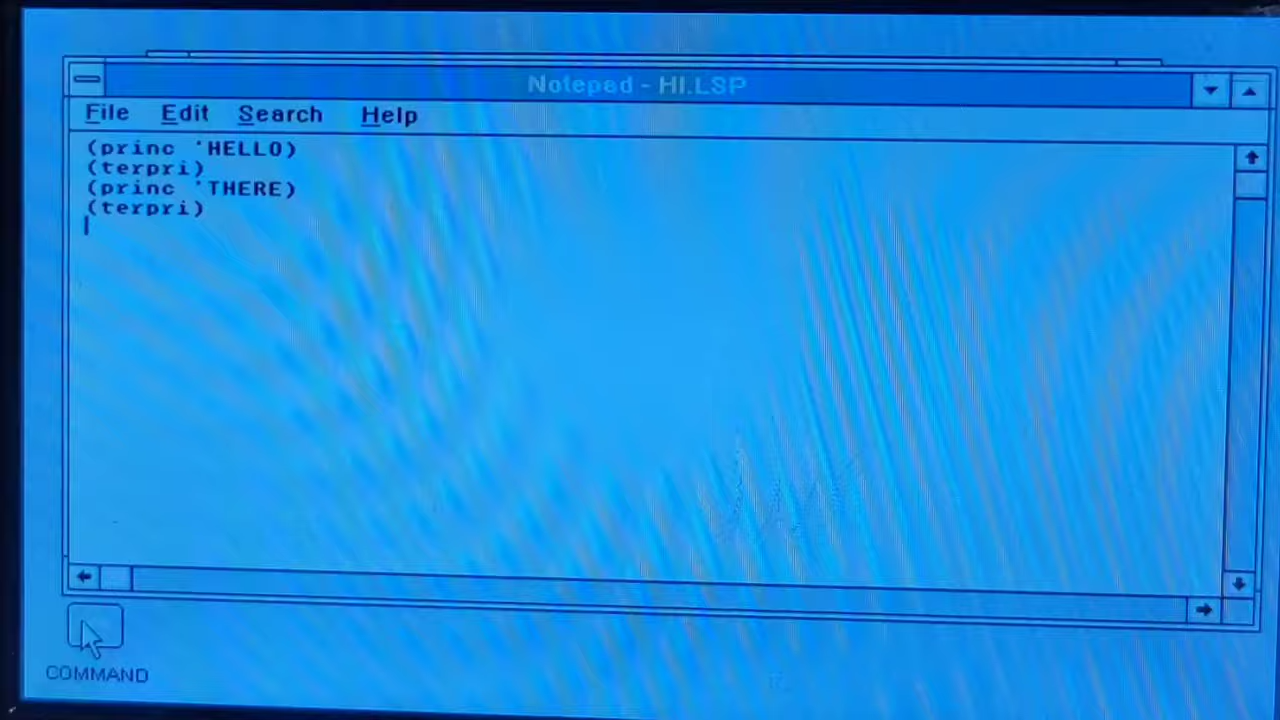 Notepad - HI.LSP
File Edit Search Help
(princ 'HELLO)
(terpri)
(princ 'THERE)
(terpri)
COMMAND